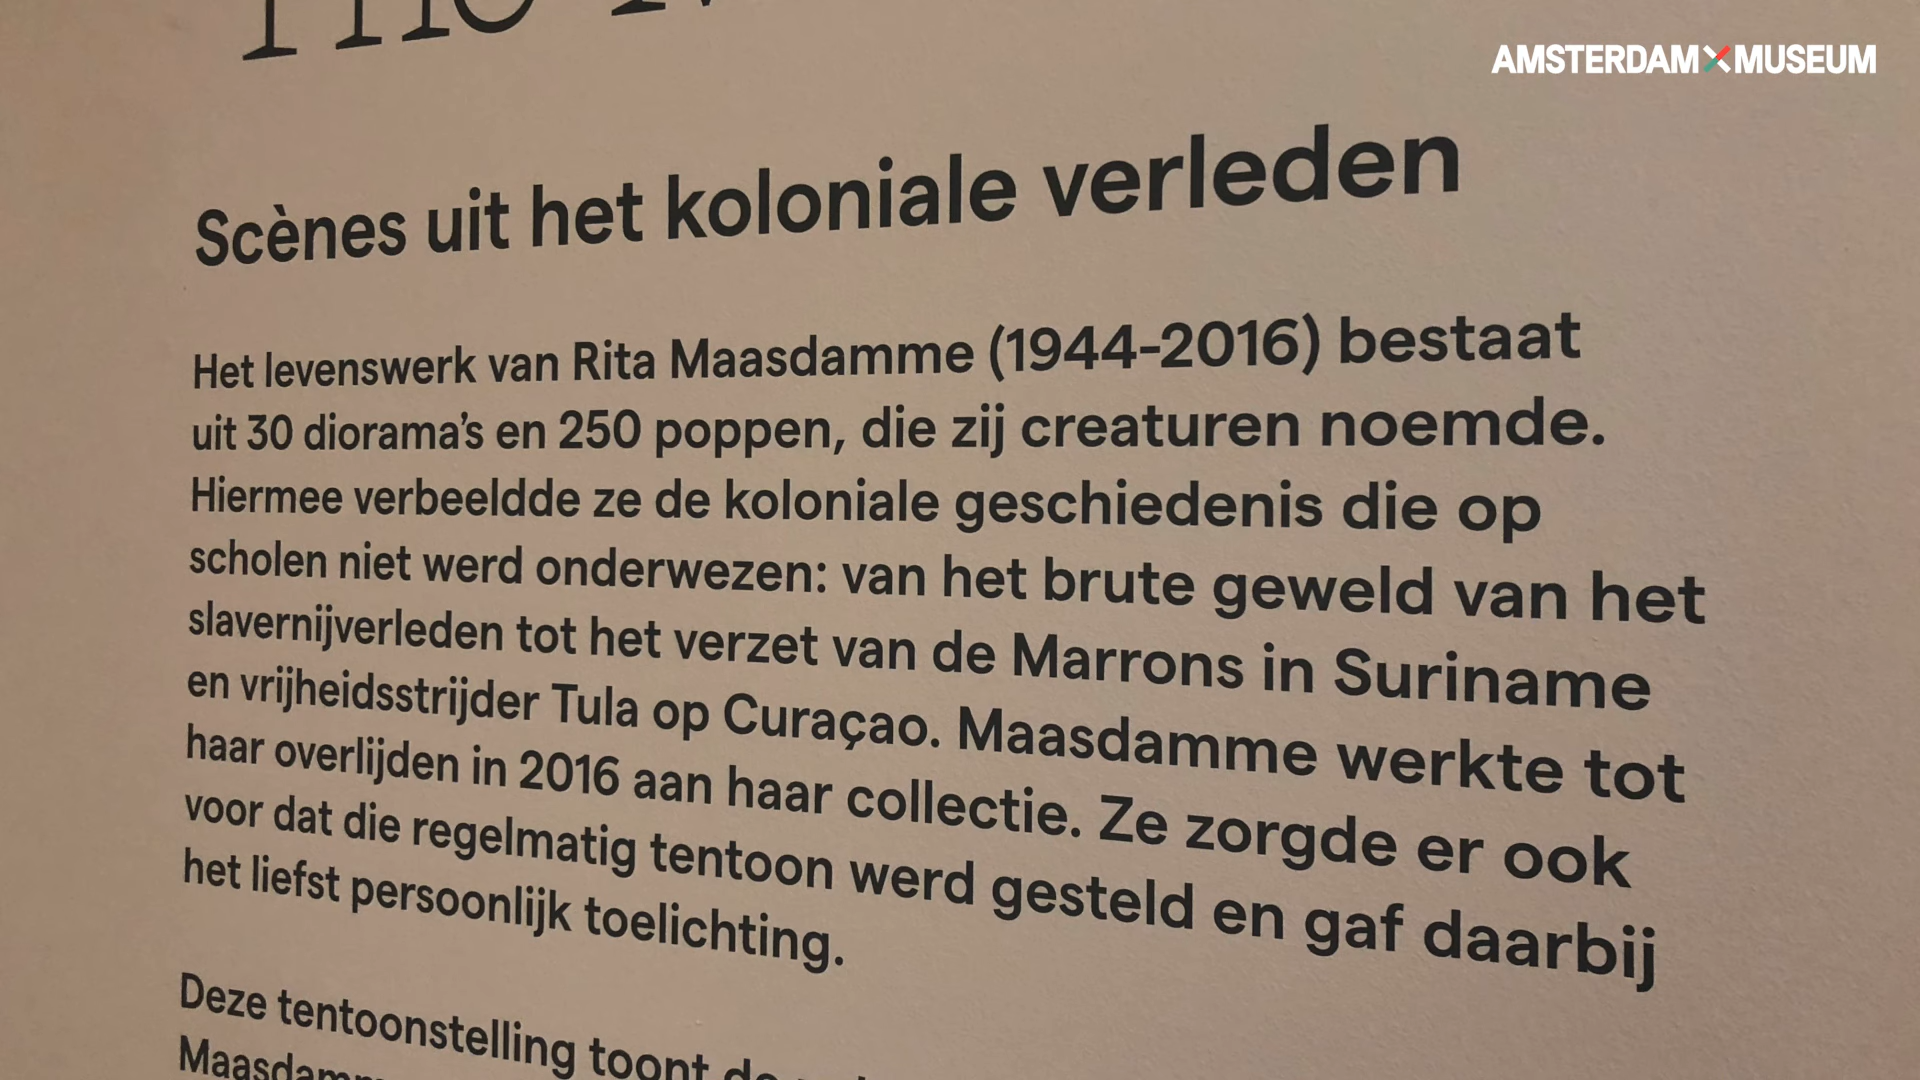 AMSTERDAM MUSEUM
Scènes uit het koloniale verleden
Het levenswerk van Rita Maasdamme (1944-2016) bestaat
uit 30 diorama's en 250 poppen, die zij creaturen noemde.
Hiermee verbeeldde ze de koloniale geschiedenis die op
scholen niet werd onderwezen: van het brute geweld van het
slavernijverleden tot het verzet van de Marrons in Suriname
en vrijheidsstrijder Tula op Curaçao. Maasdamme werkte tot
haar overlijden in 2016 aan haar collectie. Ze zorgde er ook
voor dat die regelmatig tentoon werd gesteld en gaf daarbij
het liefst persoonlijk toelichting.
Deze tentoonstelling toont de